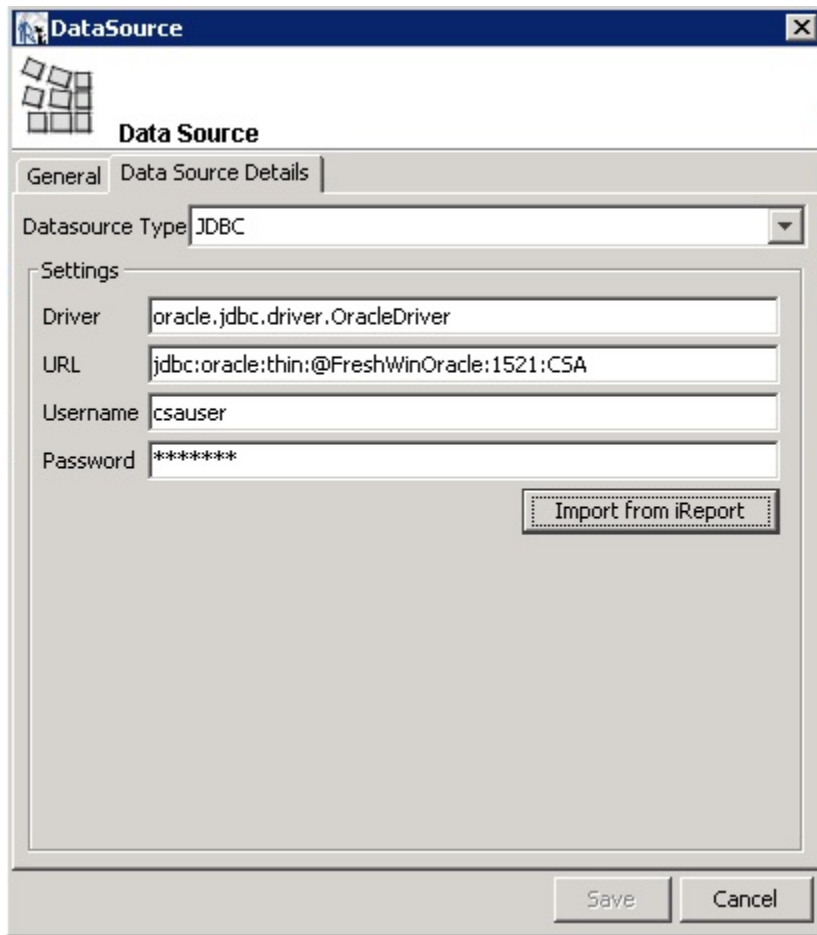 DataSource
Data Source
General
Data Source Details
Datasource Type JDBC
Settings
Driver oracle.jdbc.driver.OracleDriver
URL jdbc:oracle:thin:@FreshWinOracle:1521:CSA
Username csauser
Password *******
Import from iReport
Save
Cancel